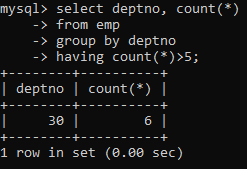 mysql> select deptno, count(*)
    -> from emp
    -> group by deptno
    -> having count(*)>5;
+--------+----------+
| deptno | count(*) |
+--------+----------+
|     30 |        6 |
+--------+----------+
1 row in set (0.00 sec)